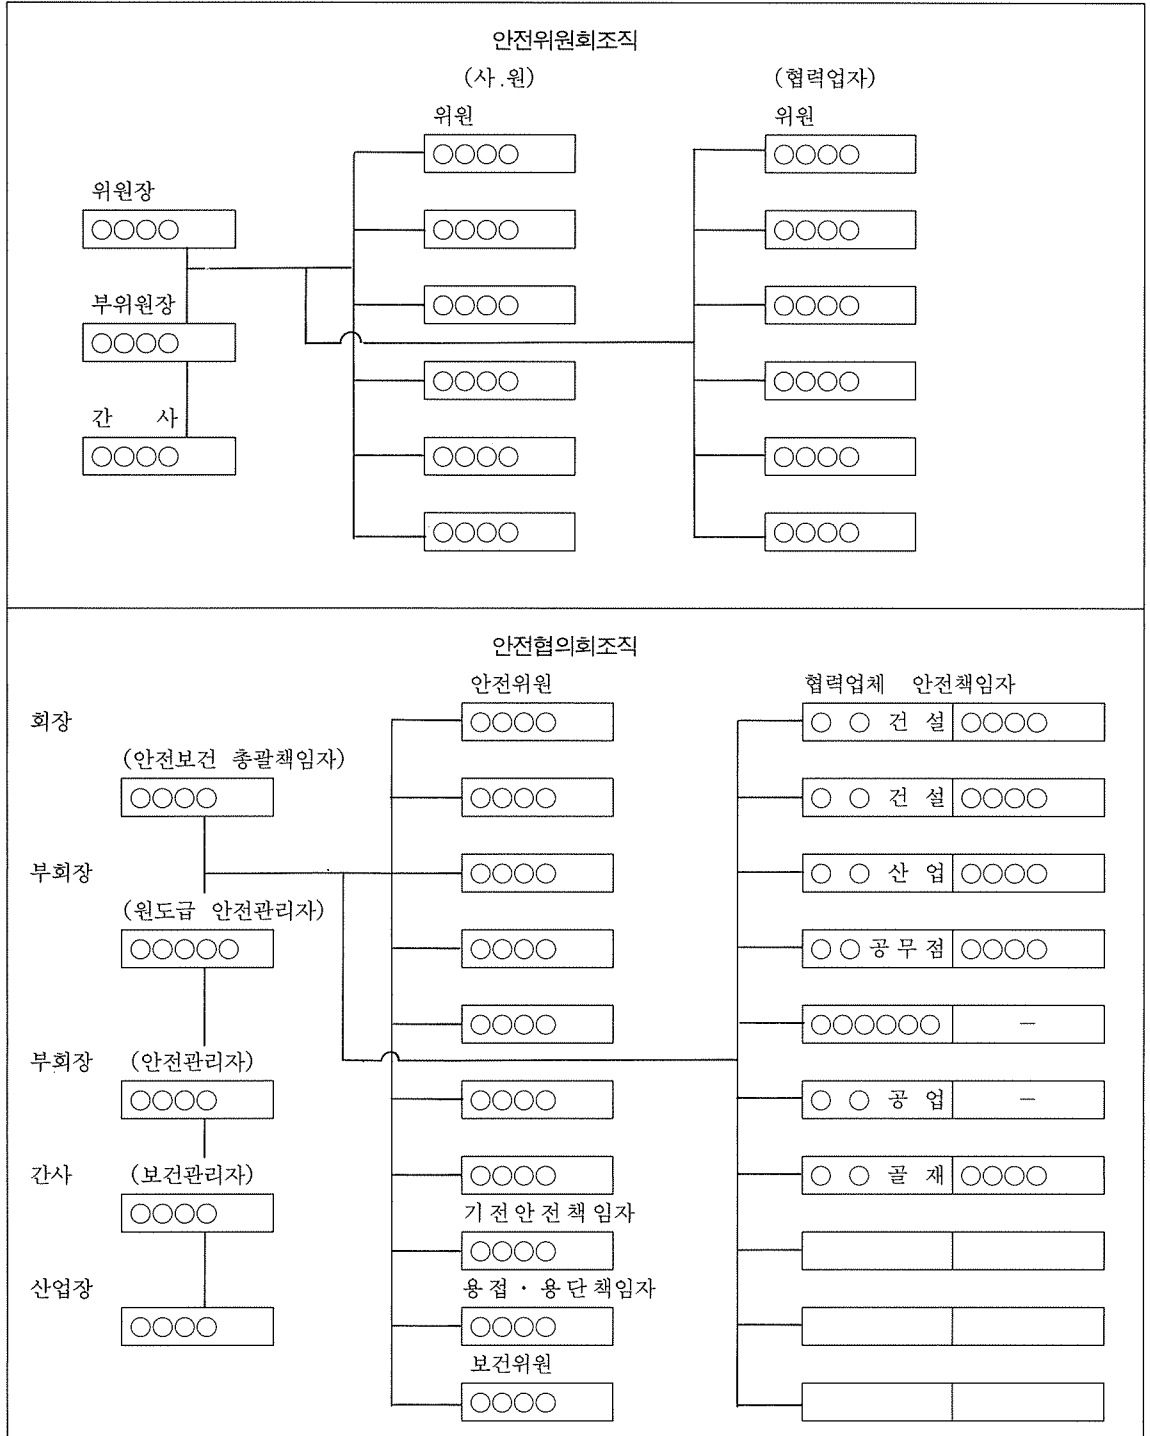 안전위원회조직
(사.원) (협력업자)
위원 위원
○○○○ ○○○○
위원장
○○○○ ○○○○ ○○○○
부위원장
○○○○ ○○○○
○○○○
○○○○ ○○○○
간 사
○○○○ ○○○○ ○○○○
○○○○ ○○○○
안전협의회조직
안전위원 협력업체 안전책임자
회장 ○○○○ ○ ○ 건 설 ○○○○
(안전보건 총괄책임자)
○○○○ ○○○○ ○ ○ 건 설 ○○○○
부회장 ○○○○ ○ ○ 산 업 ○○○○
(원도급 안전관리자)
○○○○○ ○○○○ ○ ○ 공 무 점 ○○○○
○○○○ ○○○○○○ －
부회장 (안전관리자)
○○○○ ○○○○ ○ ○ 공 업 －
간사 (보건관리자) ○○○○ ○ ○ 골 재 ○○○○
○○○○ 기 전 안 전 책 임자
○○○○
산업장 용 접 · 용 단 책임자
○○○○ ○○○○
보건위원
○○○○